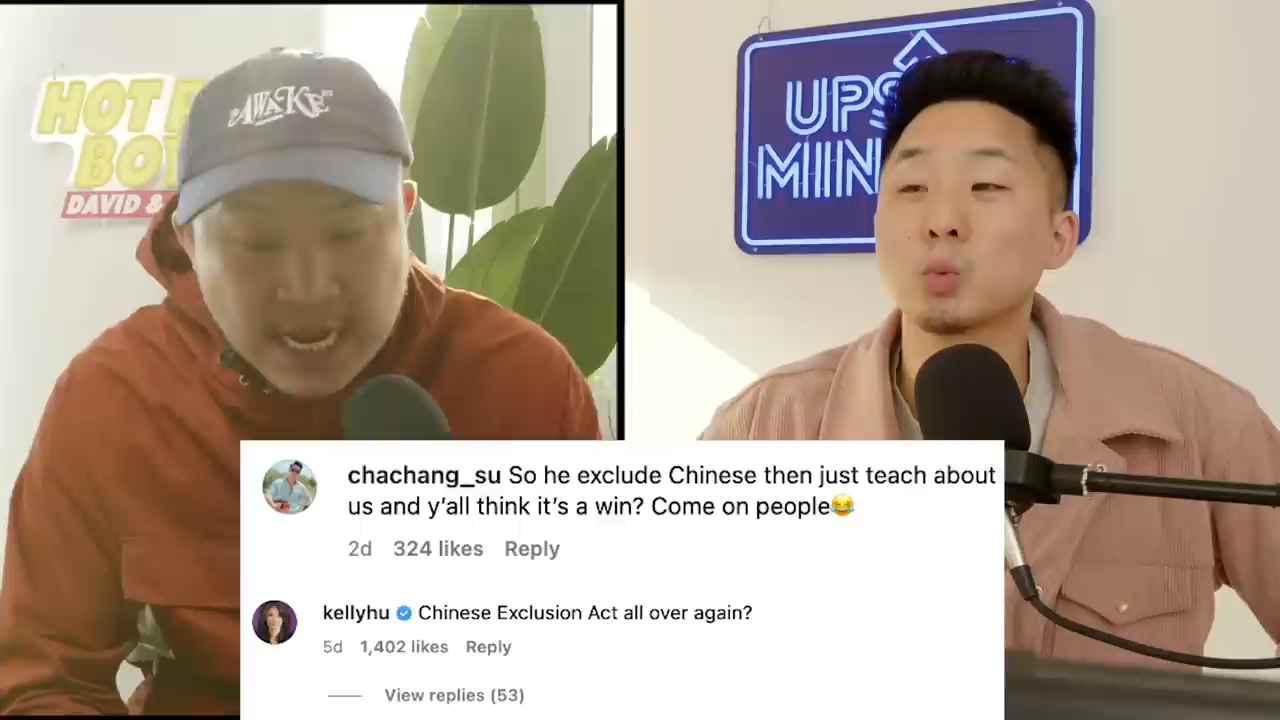 HOT
BOY
DAVID &
"AWAKE"
UPS
MIN
chachang_su So he exclude Chinese then just teach about
us and y'all think it's a win? Come on people😂
2d 324 likes Reply
kellyhu Chinese Exclusion Act all over again?
5d 1,402 likes Reply
View replies (53)